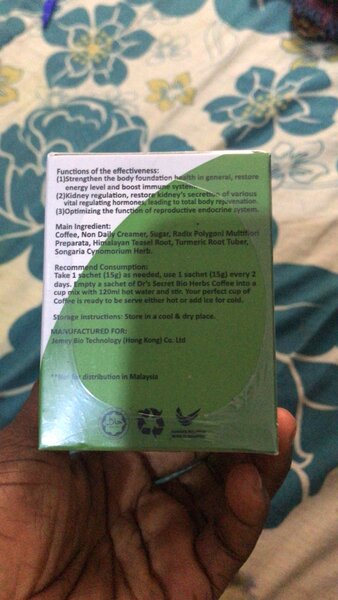 Functions of the effectiveness:
(1)Strengthen the body foundation health in general, restore
energy level and boost immune system.
(2)Kidney regulation, restore kidney's secretion of various
vital regulating hormones, leading to total body rejuvenation.
(3)Optimizing the function of reproductive endocrine system.
Main Ingredient:
Coffee, Non Daily Creamer, Sugar, Radix Polygoni Multiflori
Preparata, Himalayan Teasel Root, Turmeric Root Tuber,
Songaria Cynomorium Herb.
Recommend Consumption:
Take 1 sachet (15g) as needed, use 1 sachet (15g) every 2
days. Empty a sachet of Dr's Secret Bio Herbs Coffee into a
cup mix with 120ml hot water and stir. Your perfect cup of
Coffee is ready to be serve either hot or add ice for cold.
Storage Instructions: Store in a cool & dry place.
MANUFACTURED FOR:
Jemey Bio Technology (Hong Kong) Co. Ltd
**Not for distribution in Malaysia